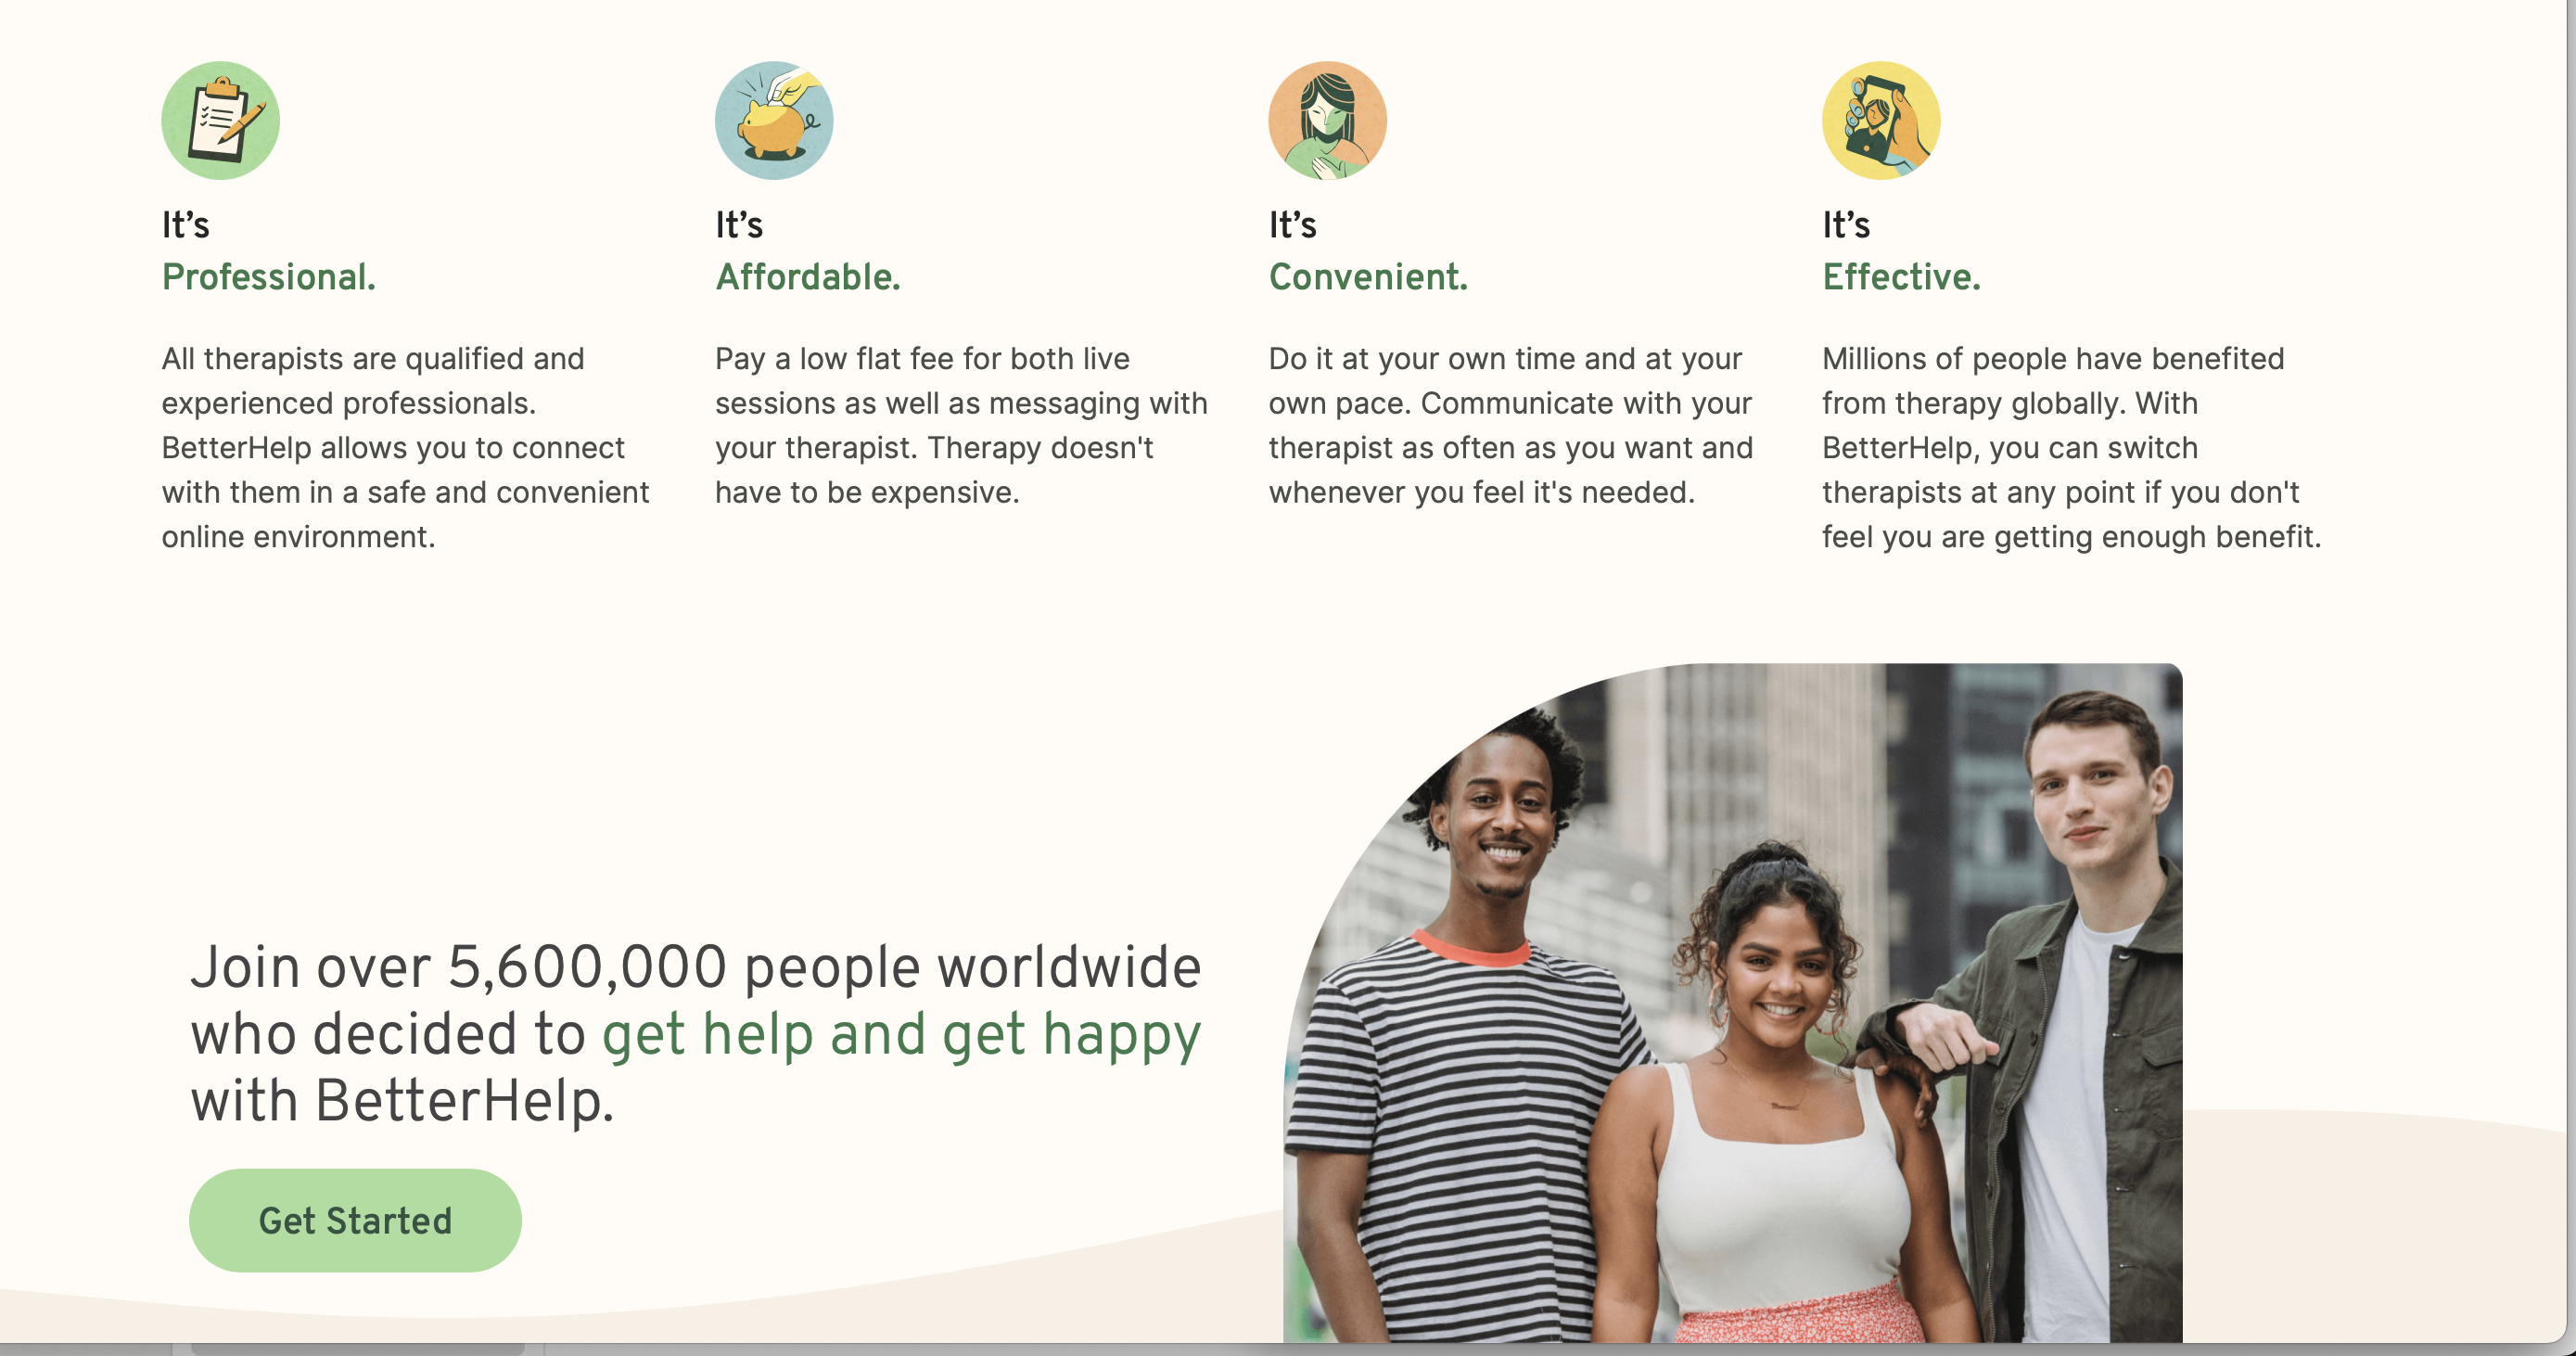 It’s
Professional.
All therapists are qualified and
experienced professionals.
BetterHelp allows you to connect
with them in a safe and convenient
online environment.
It’s
Affordable.
Pay a low flat fee for both live
sessions as well as messaging with
your therapist. Therapy doesn't
have to be expensive.
It’s
Convenient.
Do it at your own time and at your
own pace. Communicate with your
therapist as often as you want and
whenever you feel it's needed.
It’s
Effective.
Millions of people have benefited
from therapy globally. With
BetterHelp, you can switch
therapists at any point if you don't
feel you are getting enough benefit.
Join over 5,600,000 people worldwide
who decided to get help and get happy
with BetterHelp.
Get Started